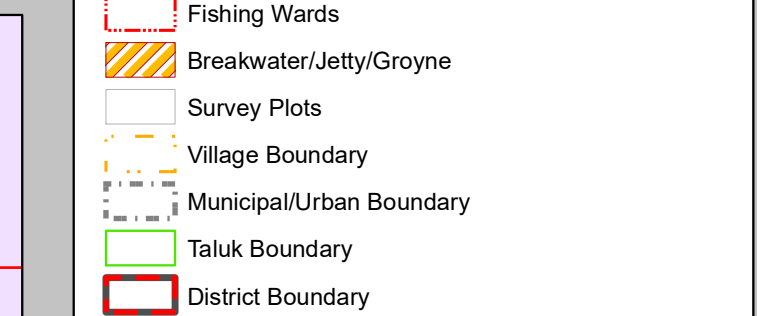 Fishing Wards
Breakwater/Jetty/Groyne
Survey Plots
Village Boundary
Municipal/Urban Boundary
Taluk Boundary
District Boundary